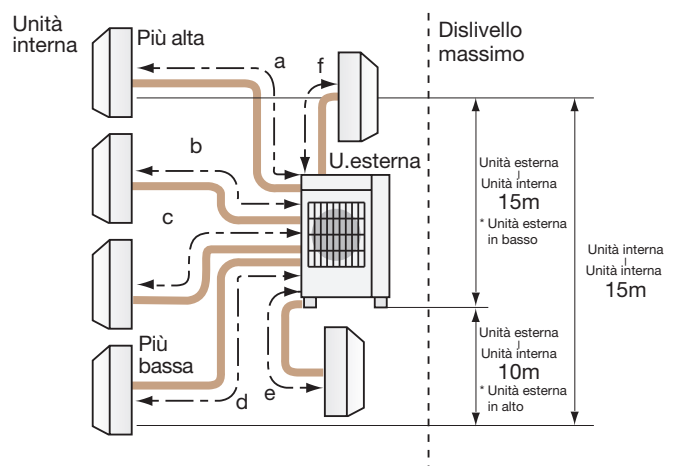 Unità
interna
Più alta
a
f
Dislivello
massimo
b
U.esterna
c
Unità esterna
Unità interna
15m
* Unità esterna
in basso
Unità interna
Unità interna
15m
Più
bassa
d
e
Unità esterna
Unità interna
10m
* Unità esterna
in alto